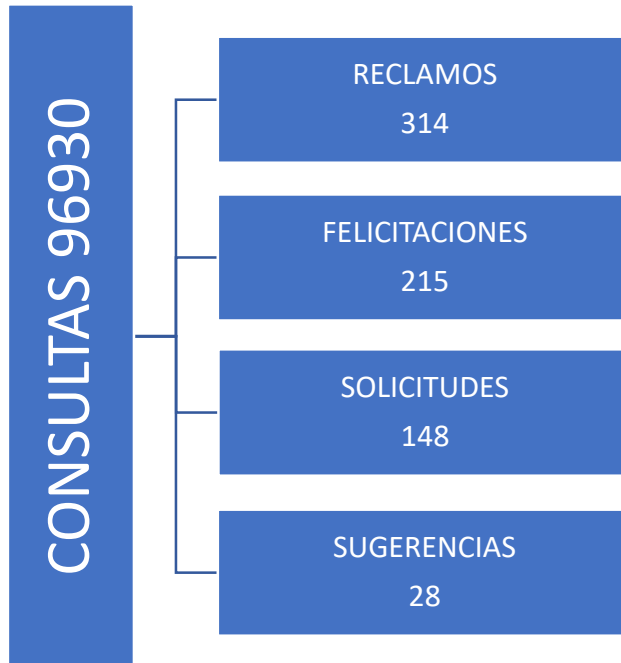 CONSULTAS 96930
RECLAMOS
314
FELICITACIONES
215
SOLICITUDES
148
SUGERENCIAS
28